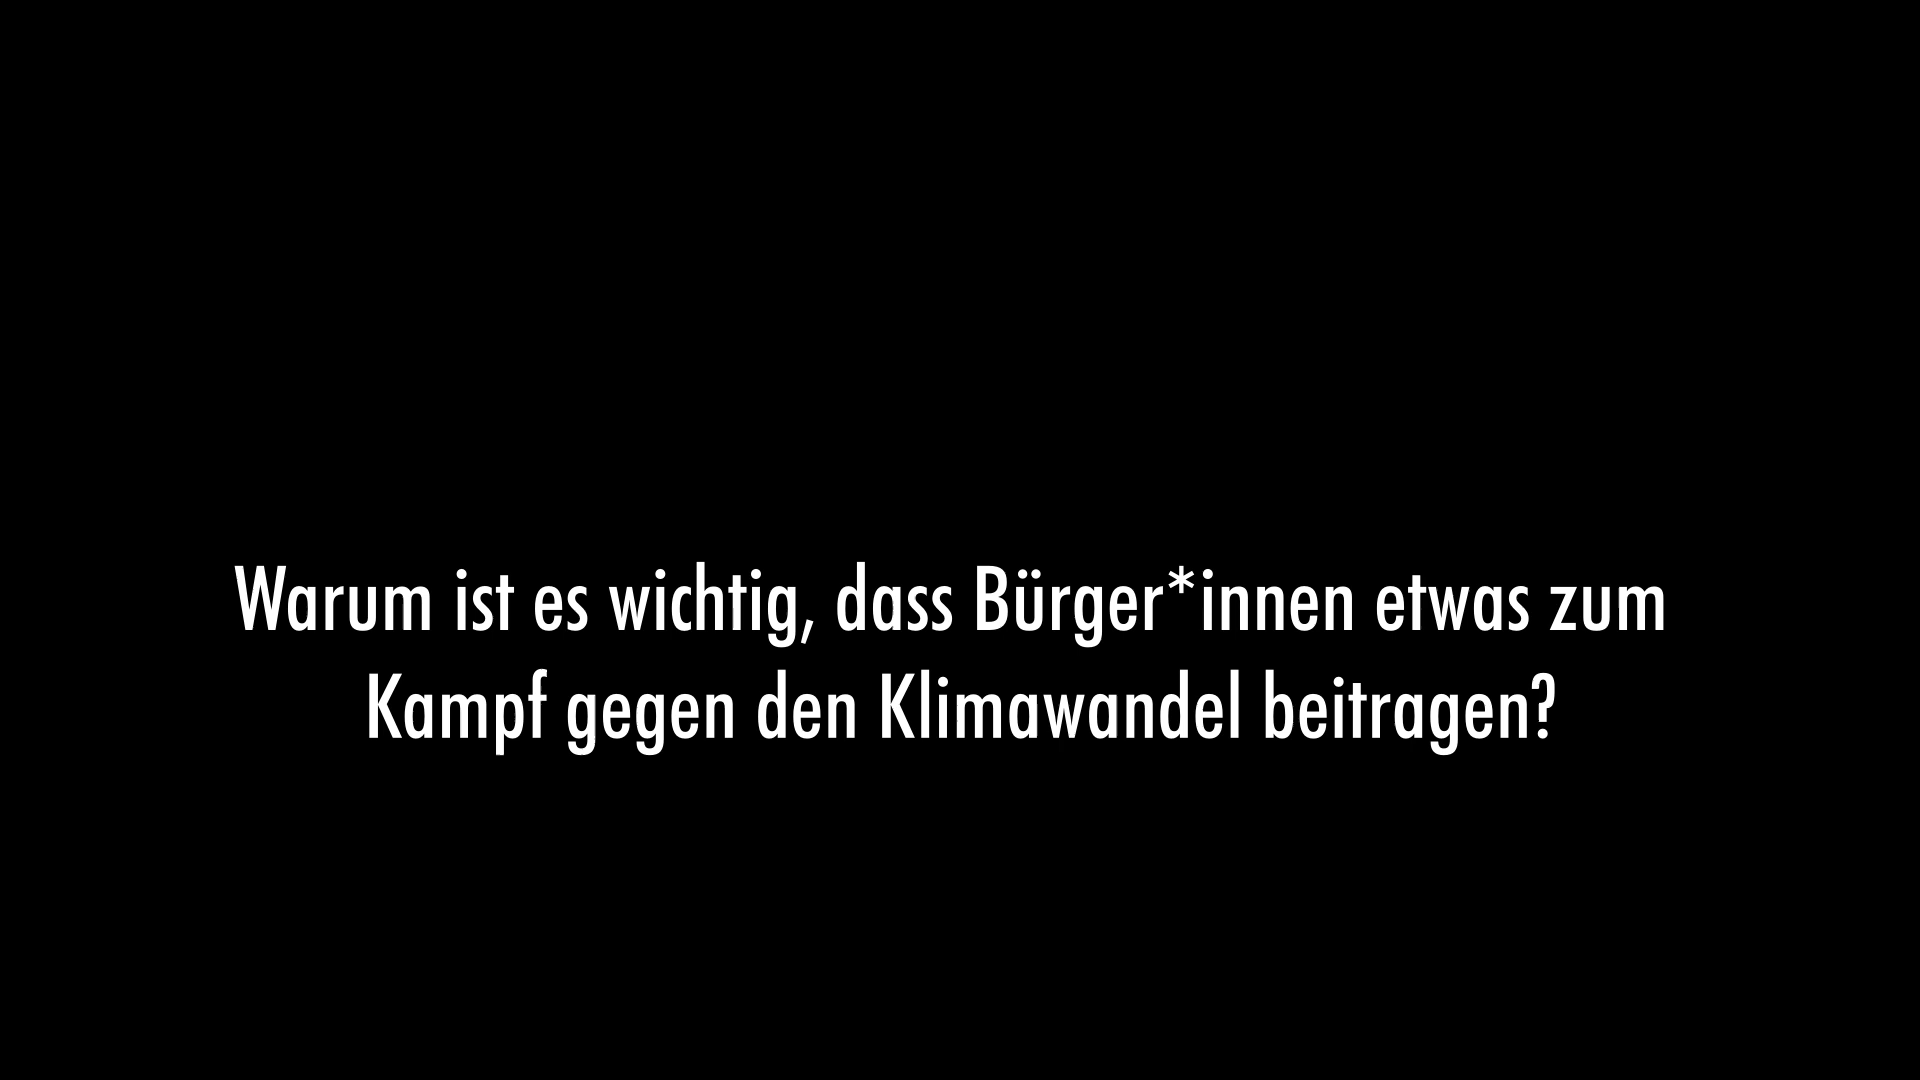 Warum ist es wichtig, dass Bürger*innen etwas zum
Kampf gegen den Klimawandel beitragen?